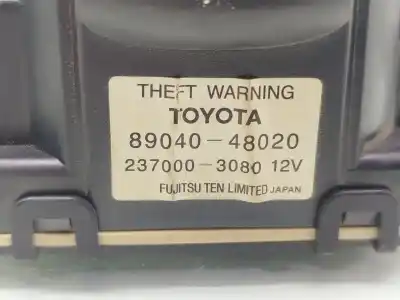 THEFT WARNING
TOYOTA
89040-48020
237000-3080 12V
FUJITSU TEN LIMITED JAPAN